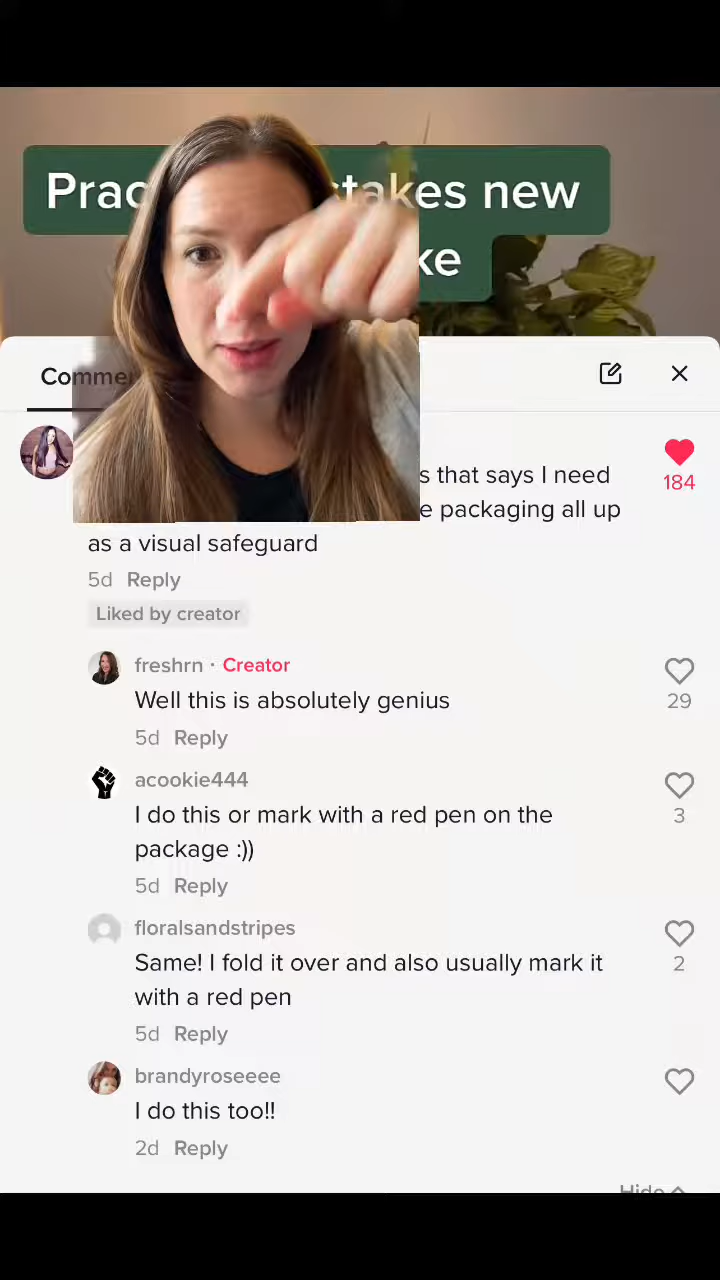 Prac stakes new
ke
Commen
s that says I need
e packaging all up
as a visual safeguard
184
5d Reply
Liked by creator
freshrn · Creator
Well this is absolutely genius
29
5d Reply
acookie444
I do this or mark with a red pen on the
package :))
3
5d Reply
floralsandstripes
Same! I fold it over and also usually mark it
with a red pen
2
5d Reply
brandyroseeee
I do this too!!
2d Reply
Hide